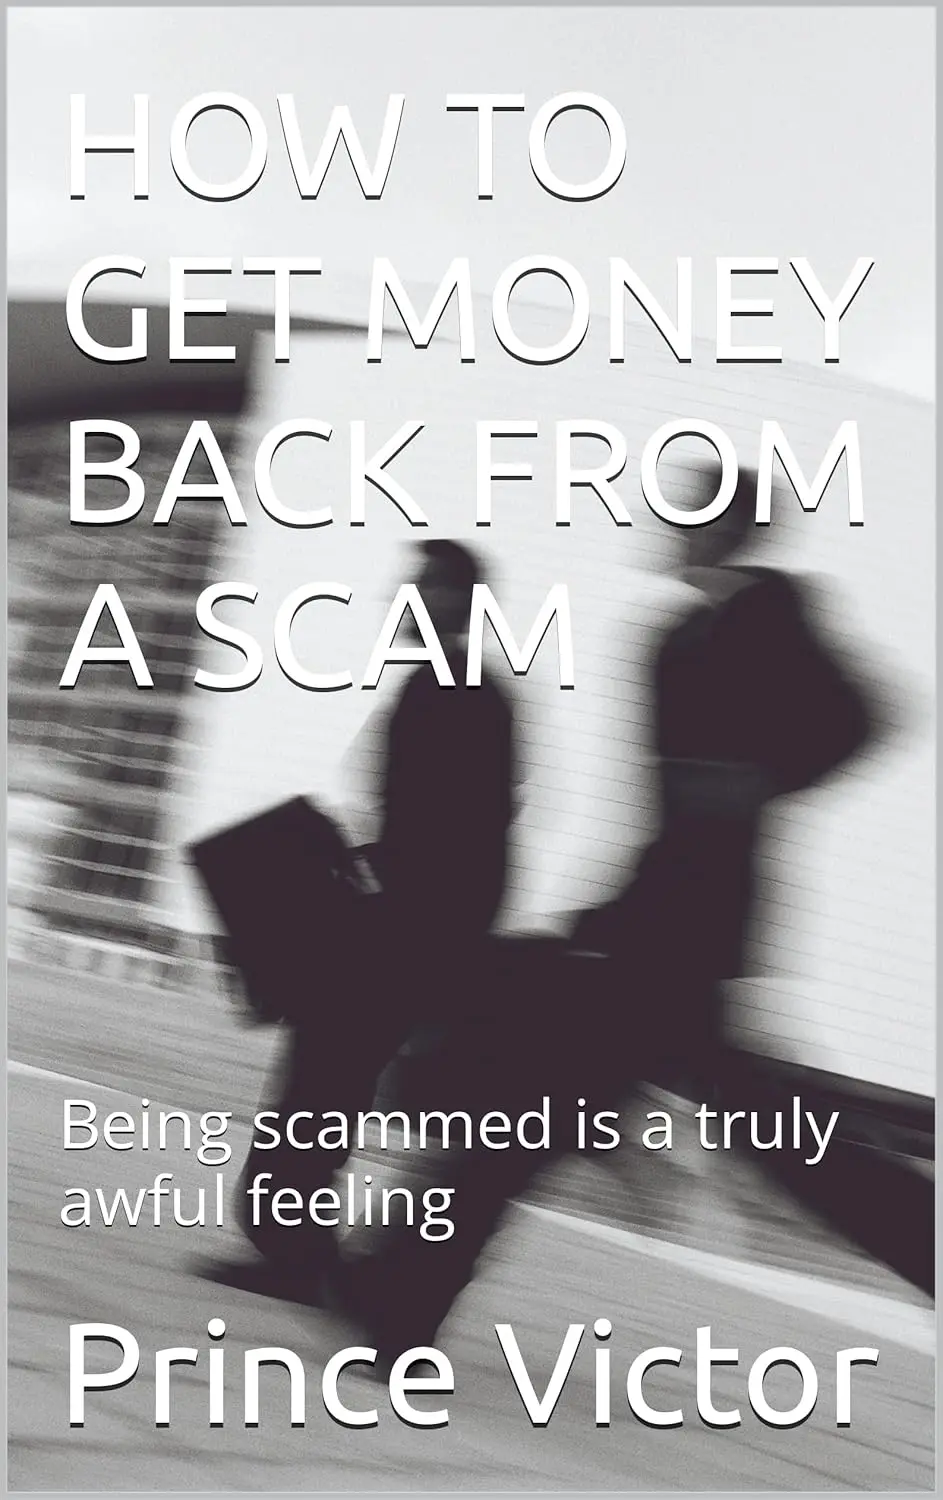 HOW TO
GET MONEY
BACK FROM
A SCAM
Being scammed is a truly
awful feeling
Prince Victor